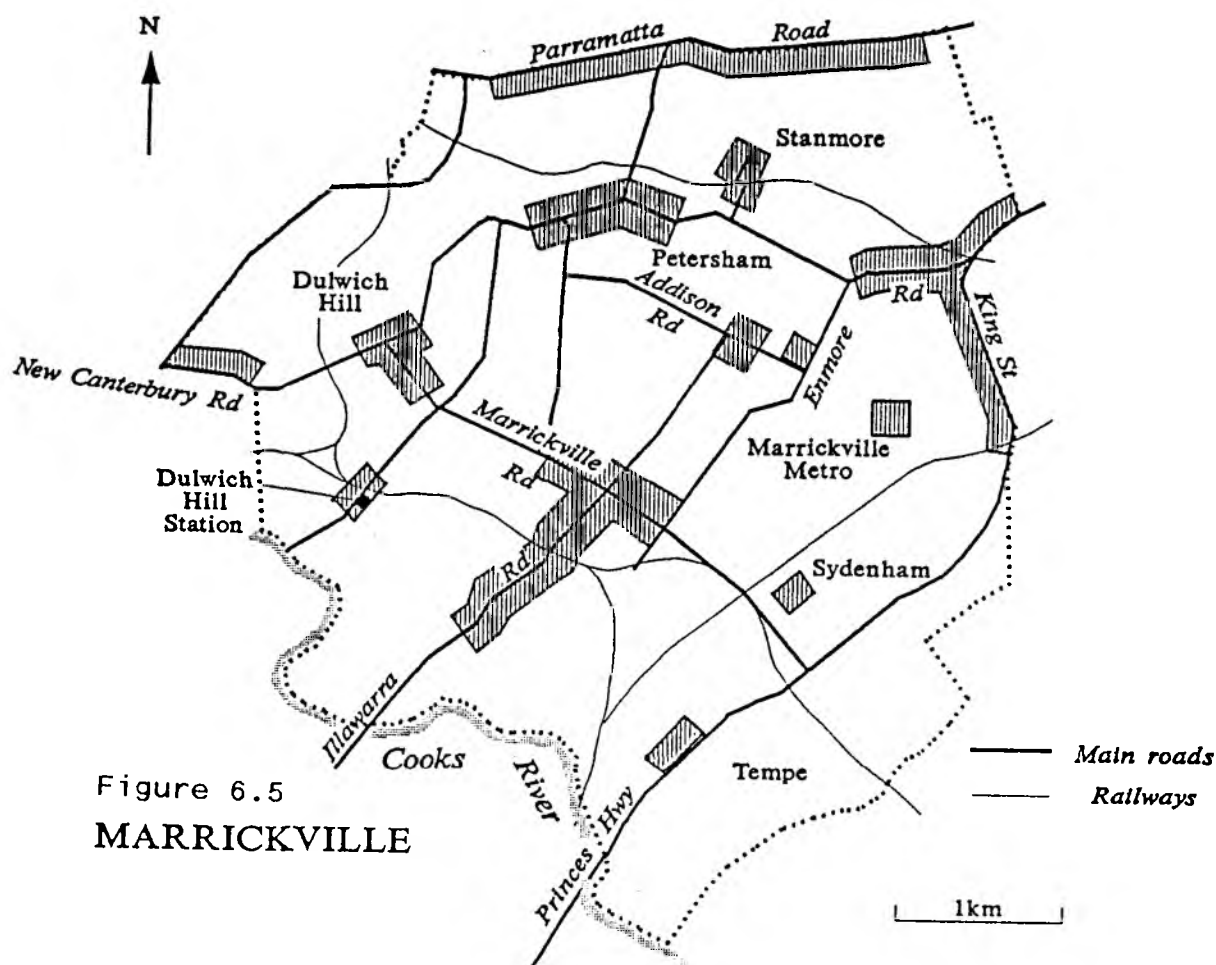 N
Parramatta Road
Stanmore
Petersham
Dulwich
Hill
Addison
Rd
Rd
King St
New Canterbury Rd
Enmore
Marrickville
Rd
Marrickville
Metro
Dulwich
Hill
Station
Rd
Sydenham
Illawarra
Cooks
River
Tempe
Princes Hwy
Main roads
Railways
Figure 6.5
MARRICKVILLE
1km